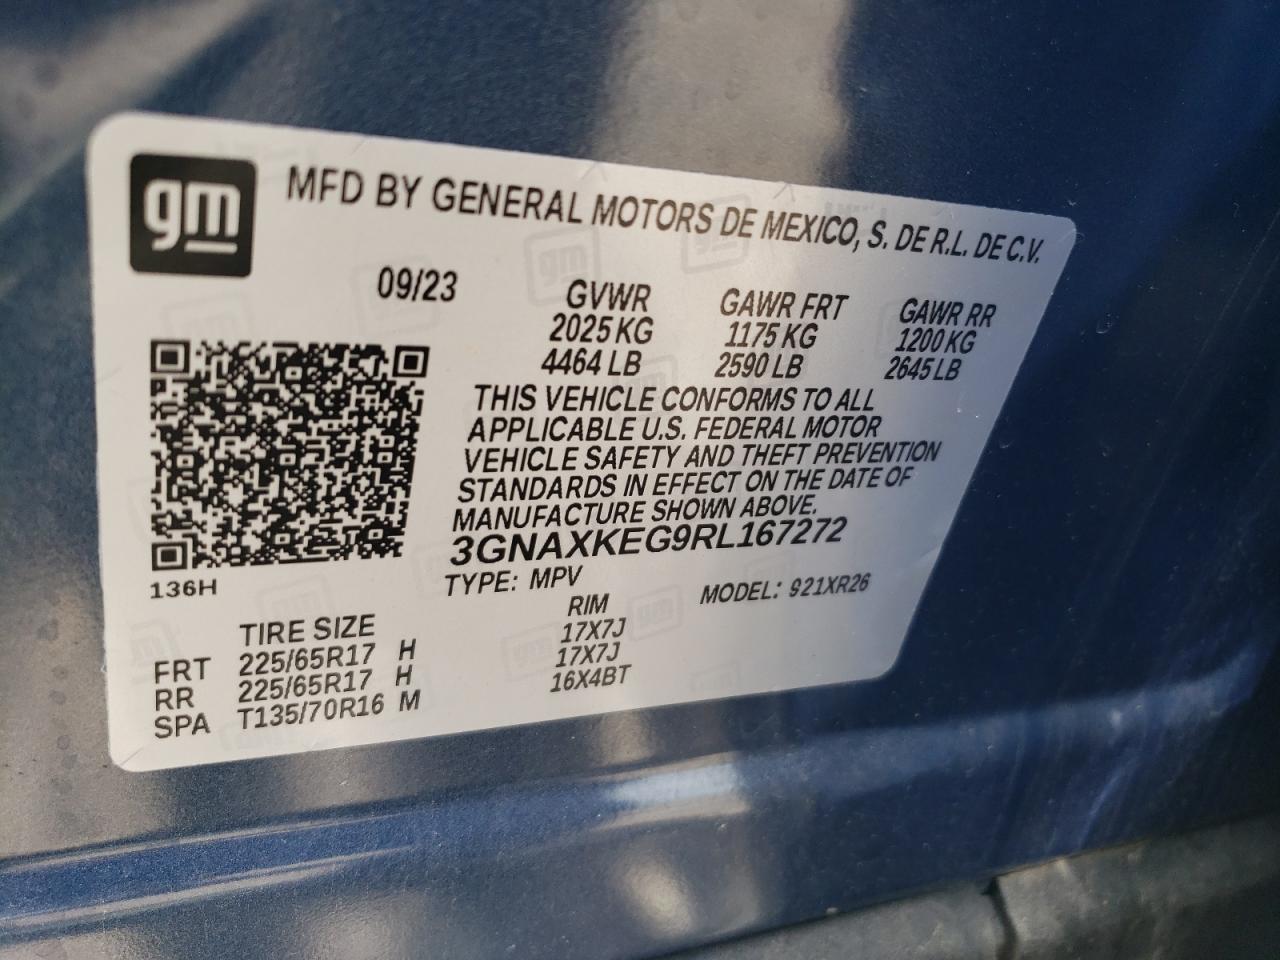 gm
MFD BY GENERAL MOTORS DE MEXICO, S. DE R.L. DE C.V.
09/23
GVWR GAWR FRT GAWR RR
2025 KG 1175 KG 1200 KG
4464 LB 2590 LB 2645 LB
THIS VEHICLE CONFORMS TO ALL
APPLICABLE U.S. FEDERAL MOTOR
VEHICLE SAFETY AND THEFT PREVENTION
STANDARDS IN EFFECT ON THE DATE OF
MANUFACTURE SHOWN ABOVE.
3GNAXKEG9RL167272
TYPE: MPV MODEL: 921XR26
136H
TIRE SIZE RIM
FRT 225/65R17 H 17X7J
RR 225/65R17 H 17X7J
SPA T135/70R16 M 16X4BT